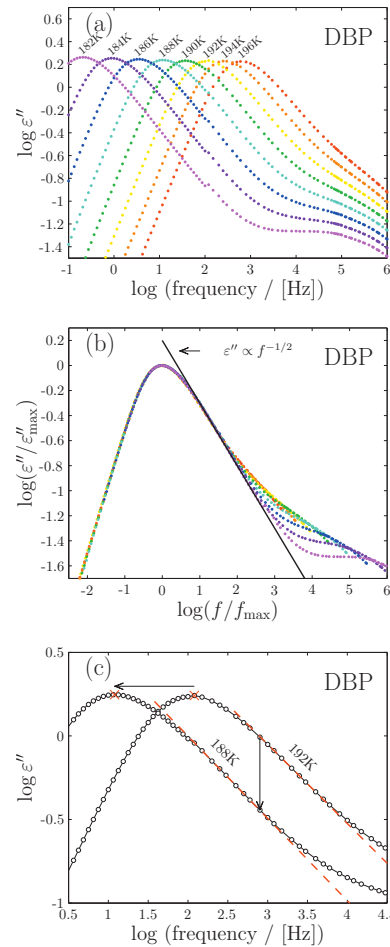 (a)
DBP
182K 184K 186K 188K 190K 192K 194K 196K
log ε″
0.6
0.4
0.2
0
-0.2
-0.4
-0.6
-0.8
-1
-1.2
-1.4
-1 0 1 2 3 4 5 6
log (frequency / [Hz])
(b)
DBP
ε″ ∝ f^{-1/2}
log(ε″/ε″max)
0.2
0
-0.2
-0.4
-0.6
-0.8
-1
-1.2
-1.4
-1.6
-2 -1 0 1 2 3 4 5 6
log(f/fmax)
(c)
DBP
188K
192K
log ε″
0.5
0
-0.5
-1
0.5 1 1.5 2 2.5 3 3.5 4 4.5
log (frequency / [Hz])